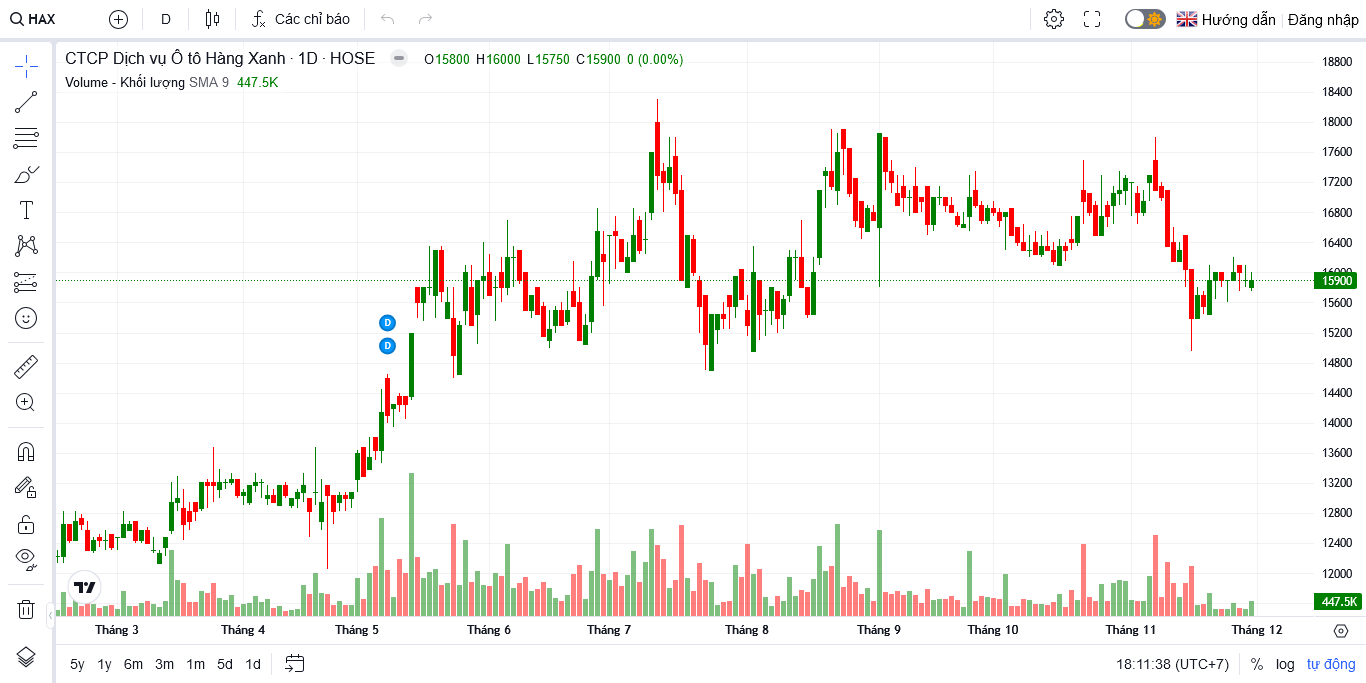 HAX D Các chỉ báo Hướng dẫn Đăng nhập
CTCP Dịch vụ Ô tô Hàng Xanh · 1D · HOSE O15800 H16000 L15750 C15900 0 (0.00%)
Volume - Khối lượng SMA 9 447.5K
18800
18400
18000
17600
17200
16800
16400
16000
15900
15600
15200
14800
14400
14000
13600
13200
12800
12400
12000
447.5K
D
D
Tháng 3 Tháng 4 Tháng 5 Tháng 6 Tháng 7 Tháng 8 Tháng 9 Tháng 10 Tháng 11 Tháng 12
5y 1y 6m 3m 1m 5d 1d 18:11:38 (UTC+7) % log tự động